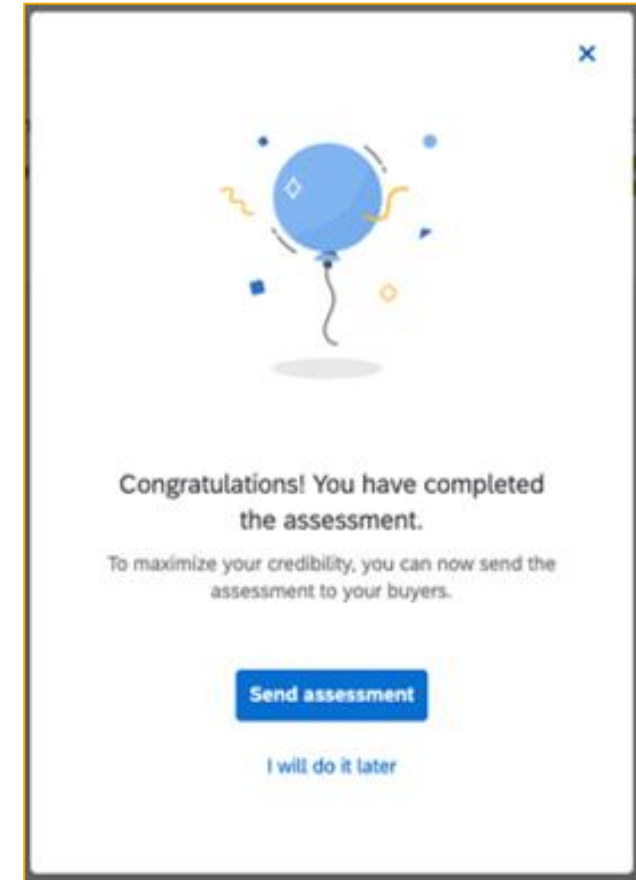 Congratulations! You have completed
the assessment.
To maximize your credibility, you can now send the
assessment to your buyers.
Send assessment
I will do it later